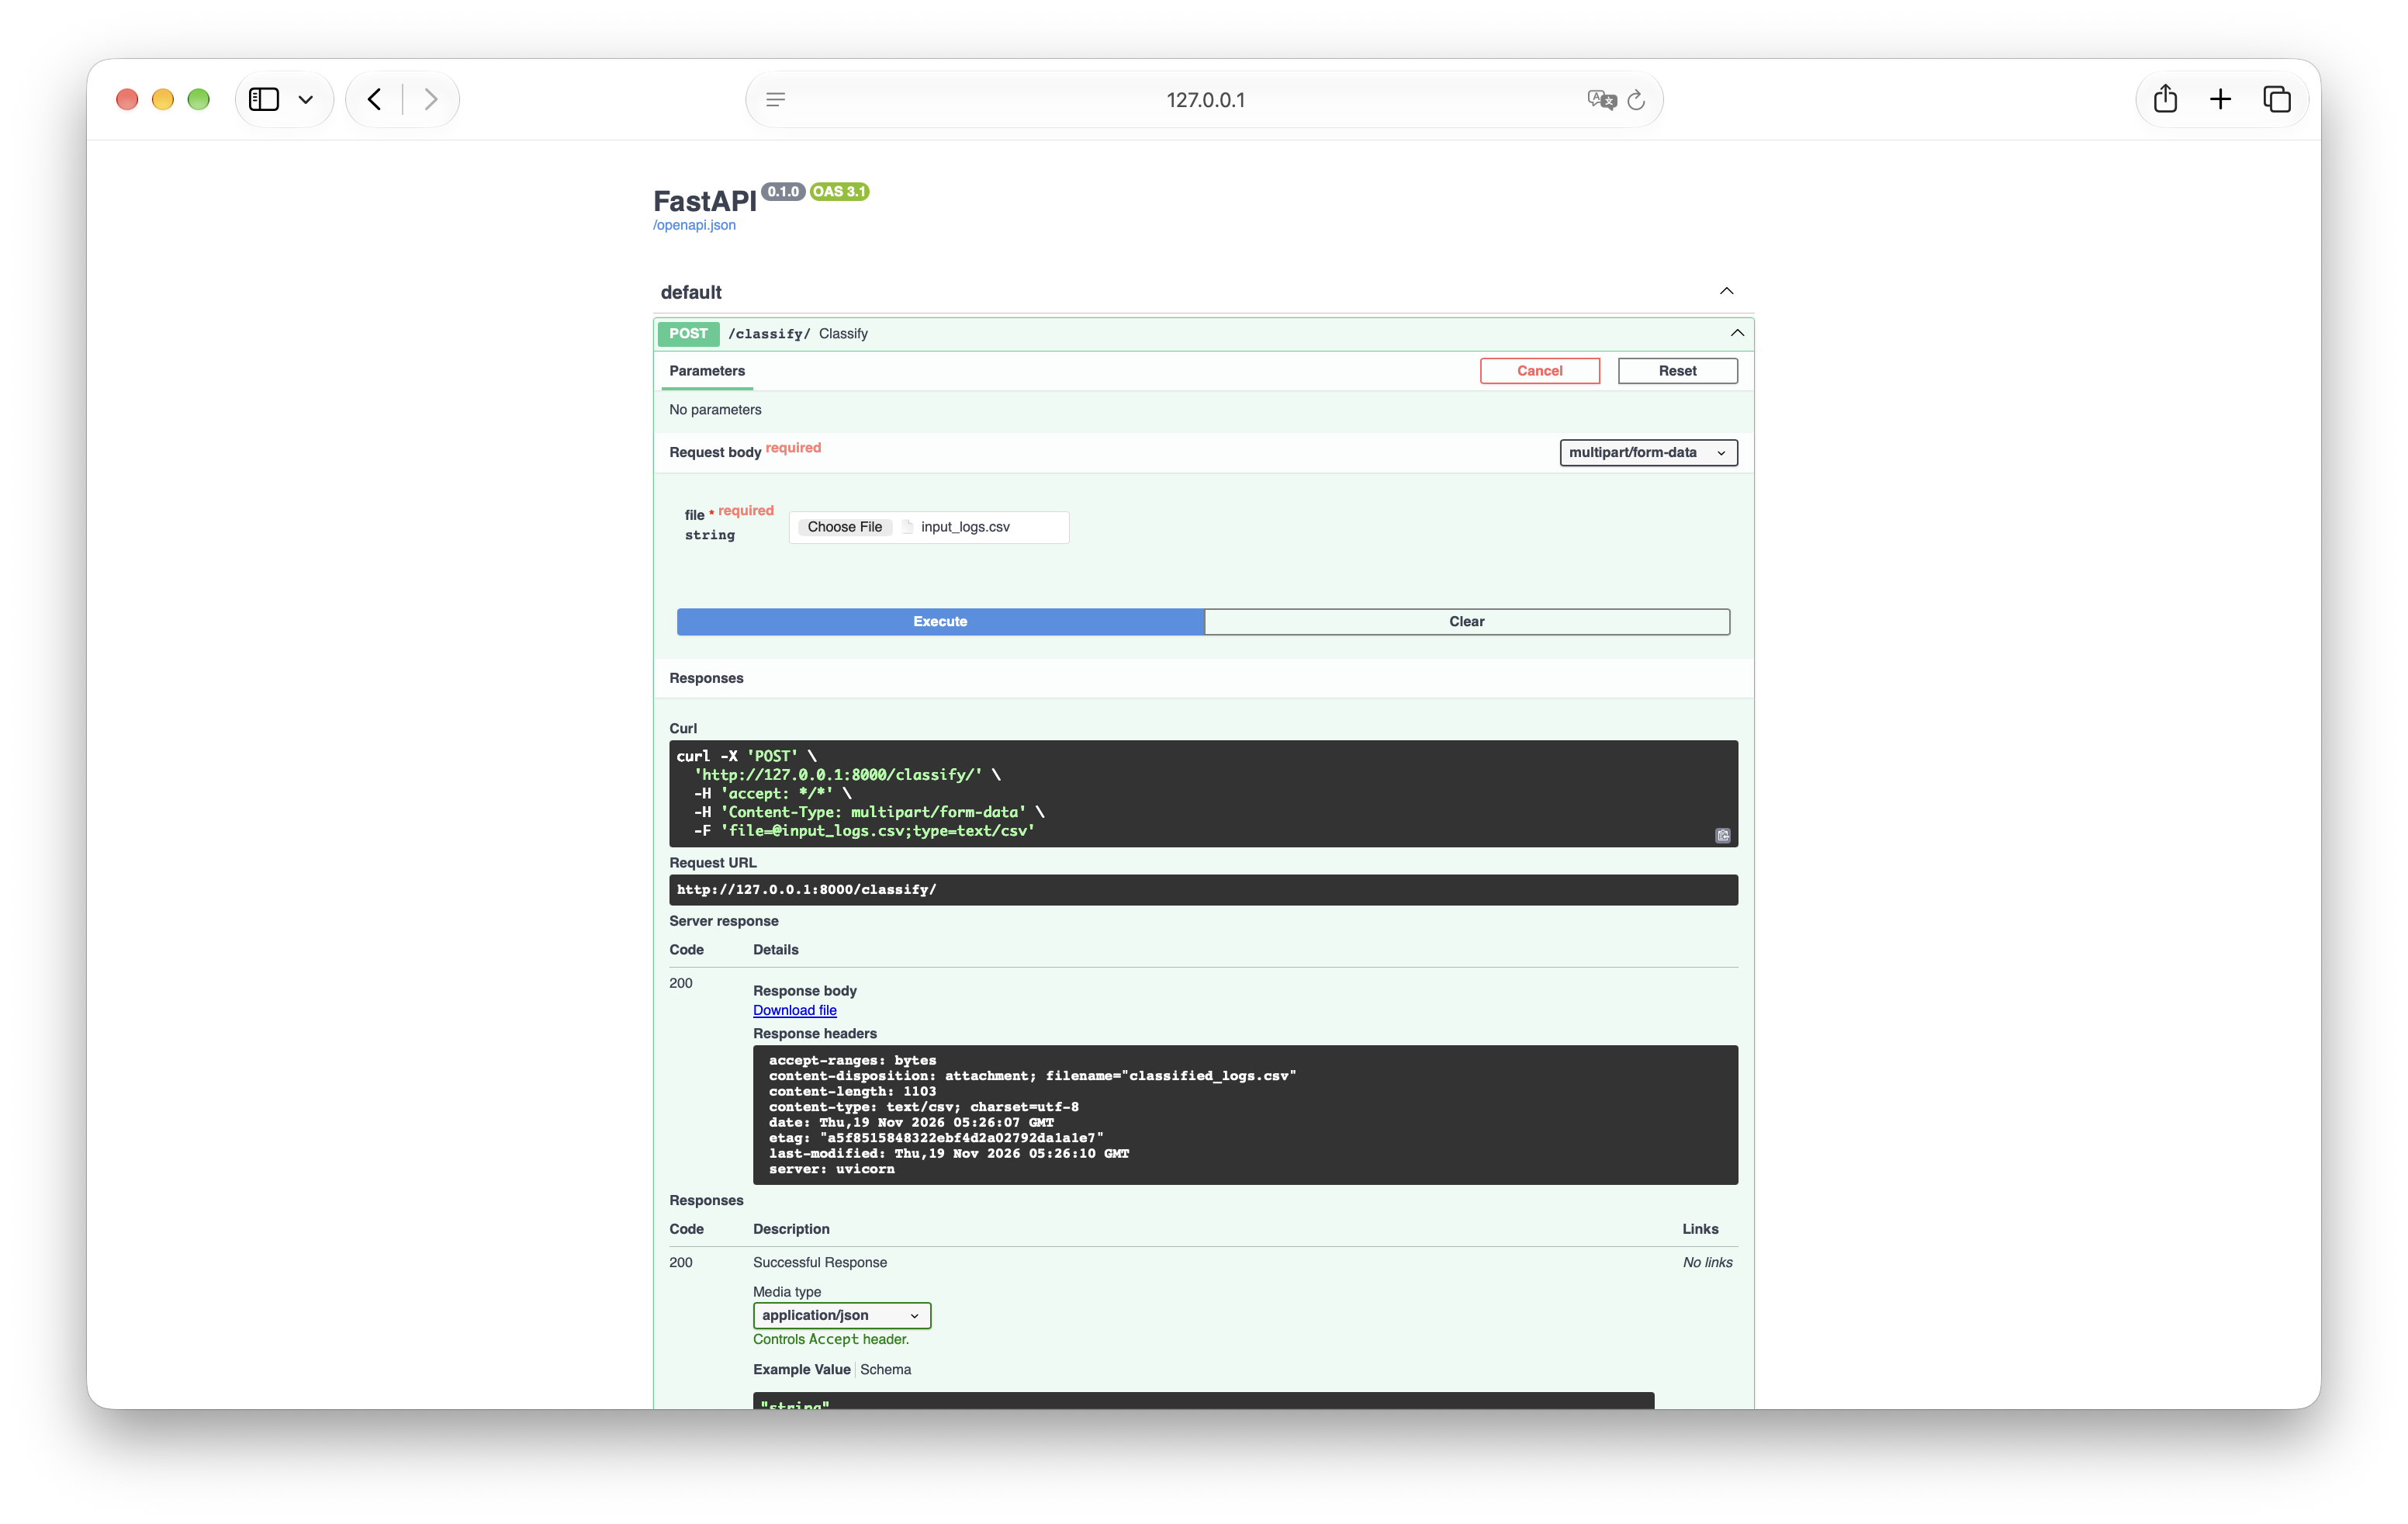 127.0.0.1
FastAPI 0.1.0 OAS 3.1
/openapi.json
default
POST /classify/ Classify
Parameters Cancel Reset
No parameters
Request body required multipart/form-data
file * required
string
Choose File input_logs.csv
Execute Clear
Responses
Curl
curl -X 'POST' \
'http://127.0.0.1:8000/classify/' \
-H 'accept: */*' \
-H 'Content-Type: multipart/form-data' \
-F 'file=@input_logs.csv;type=text/csv'
Request URL
http://127.0.0.1:8000/classify/
Server response
Code Details
200
Response body
Download file
Response headers
accept-ranges: bytes
content-disposition: attachment; filename="classified_logs.csv"
content-length: 1103
content-type: text/csv; charset=utf-8
date: Thu,19 Nov 2026 05:26:07 GMT
etag: "a5f8515848322ebf4d2a02792da1a1e7"
last-modified: Thu,19 Nov 2026 05:26:10 GMT
server: uvicorn
Responses
Code Description Links
200 Successful Response No links
Media type
application/json
Controls Accept header.
Example Value Schema
"string"